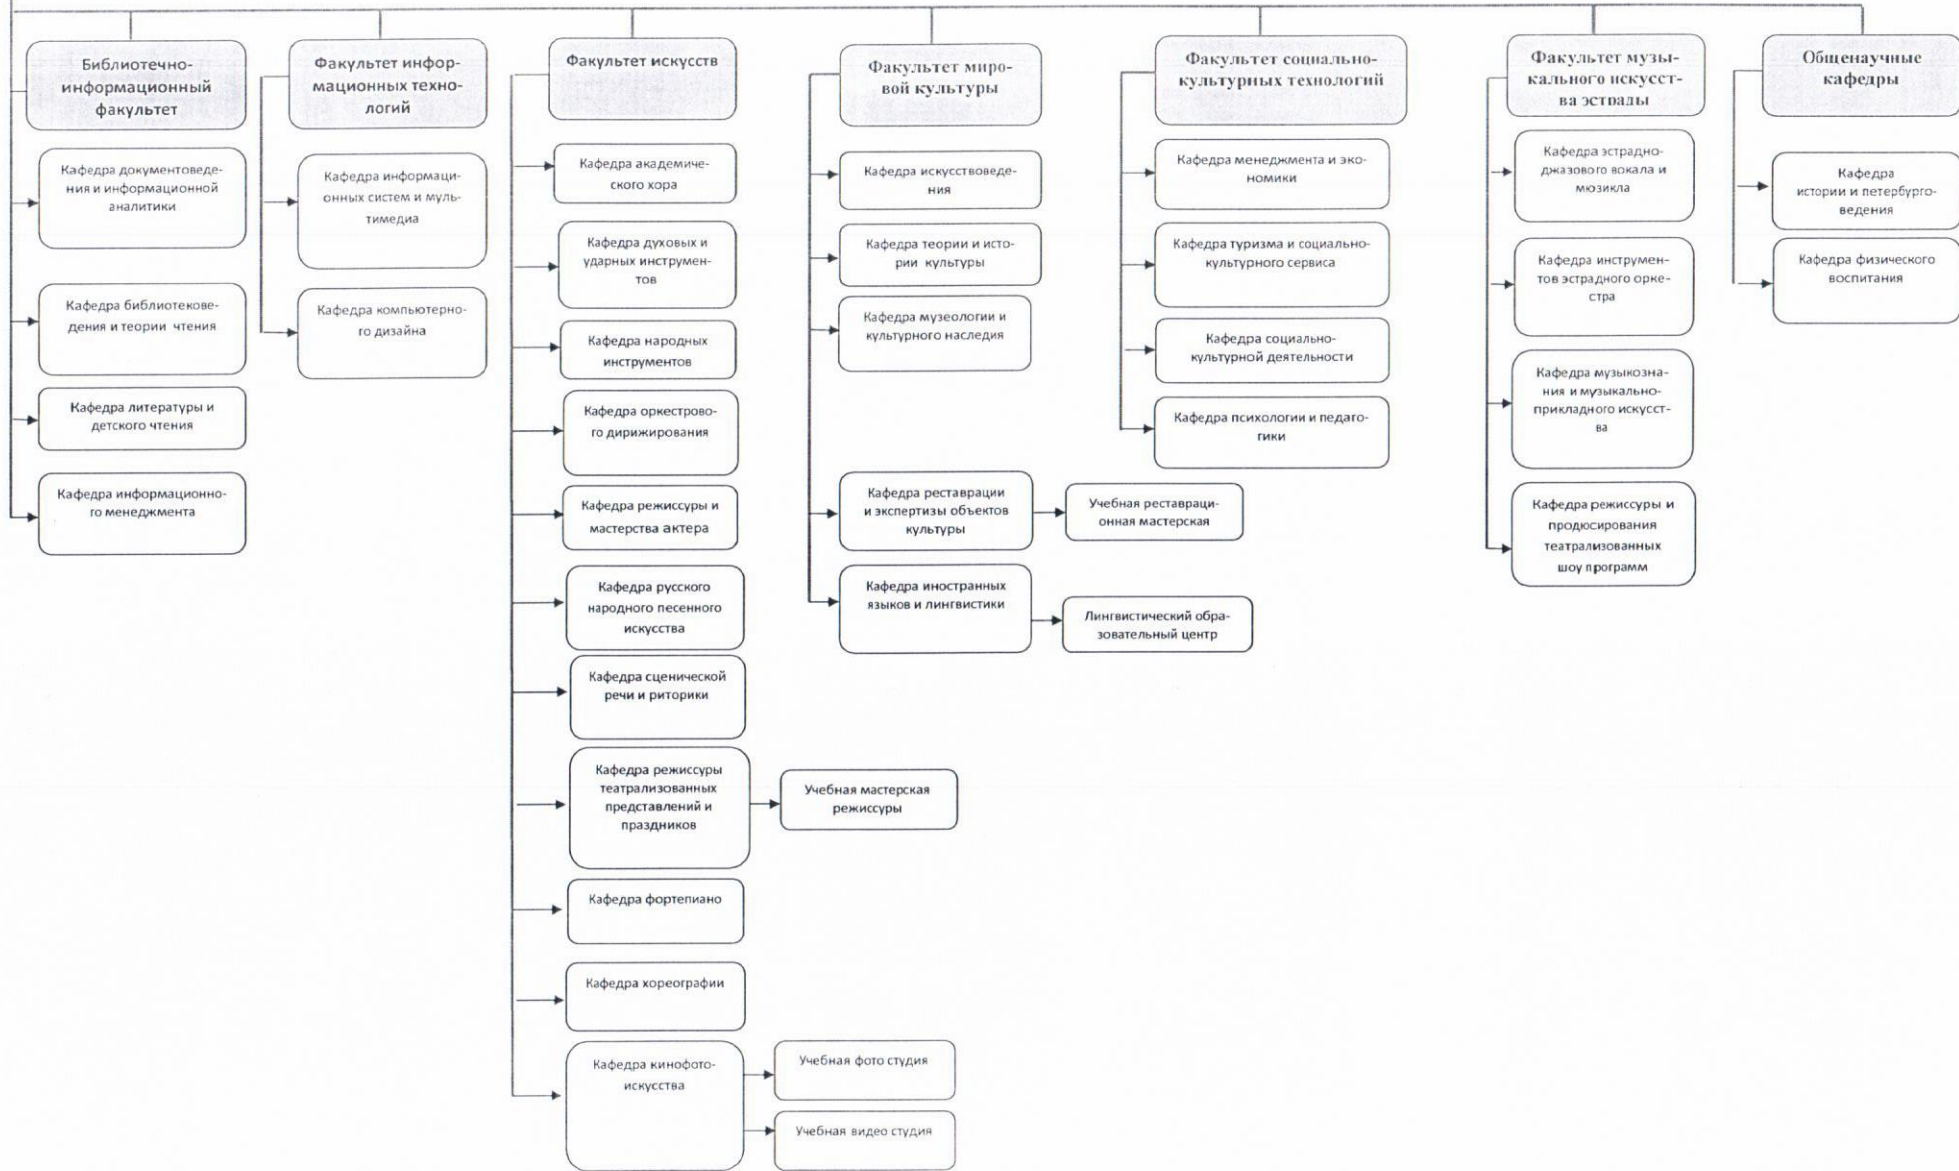 Библиотечно-
информационный
факультет
Кафедра документоведе-
ния и информационной
аналитики
Кафедра библиотекове-
дения и теории чтения
Кафедра литературы и
детского чтения
Кафедра информационно-
го менеджмента
Факультет инфор-
мационных техно-
логий
Кафедра информаци-
онных систем и муль-
тимедиа
Кафедра компьютерно-
го дизайна
Факультет искусств
Кафедра академиче-
ского хора
Кафедра духовых и
ударных инструмен-
тов
Кафедра народных
инструментов
Кафедра оркестрово-
го дирижирования
Кафедра режиссуры и
мастерства актера
Кафедра русского
народного песенного
искусства
Кафедра сценической
речи и риторики
Кафедра режиссуры
театрализованных
представлений и
праздников
Учебная мастерская
режиссуры
Кафедра фортепиано
Кафедра хореографии
Кафедра кинофото-
искусства
Учебная фото студия
Учебная видео студия
Факультет миро-
вой культуры
Кафедра искусствоведе-
ния
Кафедра теории и исто-
рии культуры
Кафедра музеологии и
культурного наследия
Кафедра реставрации
и экспертизы объектов
культуры
Учебная реставраци-
онная мастерская
Кафедра иностранных
языков и лингвистики
Лингвистический обра-
зовательный центр
Факультет социально-
культурных технологий
Кафедра менеджмента и эко-
номики
Кафедра туризма и социально-
культурного сервиса
Кафедра социально-
культурной деятельности
Кафедра психологии и педаго-
гики
Факультет музы-
кального искусст-
ва эстрады
Кафедра эстрадно-
джазового вокала и
мюзикла
Кафедра инструмен-
тов эстрадного орке-
стра
Кафедра музыкозна-
ния и музыкально-
прикладного искусст-
ва
Кафедра режиссуры и
продюсирования
театрализованных
шоу программ
Общенаучные
кафедры
Кафедра
истории и петербурго-
ведения
Кафедра физического
воспитания